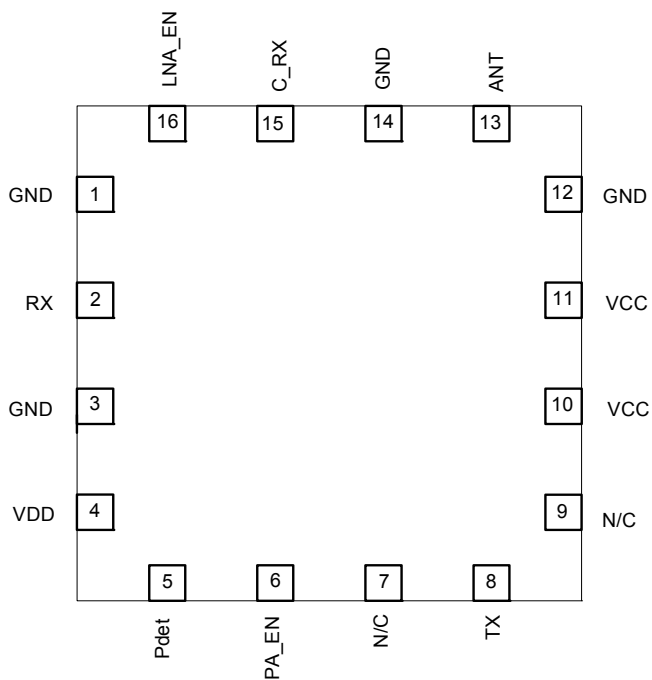 LNA_EN
C_RX
GND
ANT
16
15
14
13
GND
1
12
GND
RX
2
11
VCC
GND
3
10
VCC
VDD
4
9
N/C
5
6
7
8
Pdet
PA_EN
N/C
TX